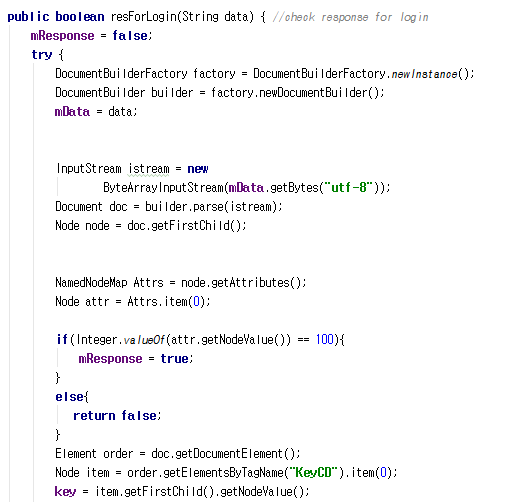 public boolean resForLogin(String data) { //check response for login
mResponse = false;
try {
DocumentBuilderFactory factory = DocumentBuilderFactory.newInstance();
DocumentBuilder builder = factory.newDocumentBuilder();
mData = data;
InputStream istream = new
ByteArrayInputStream(mData.getBytes("utf-8"));
Document doc = builder.parse(istream);
Node node = doc.getFirstChild();
NamedNodeMap Attrs = node.getAttributes();
Node attr = Attrs.item(0);
if(Integer.valueOf(attr.getNodeValue()) == 100){
mResponse = true;
}
else{
return false;
}
Element order = doc.getDocumentElement();
Node item = order.getElementsByTagName("KeyCD").item(0);
key = item.getFirstChild().getNodeValue();